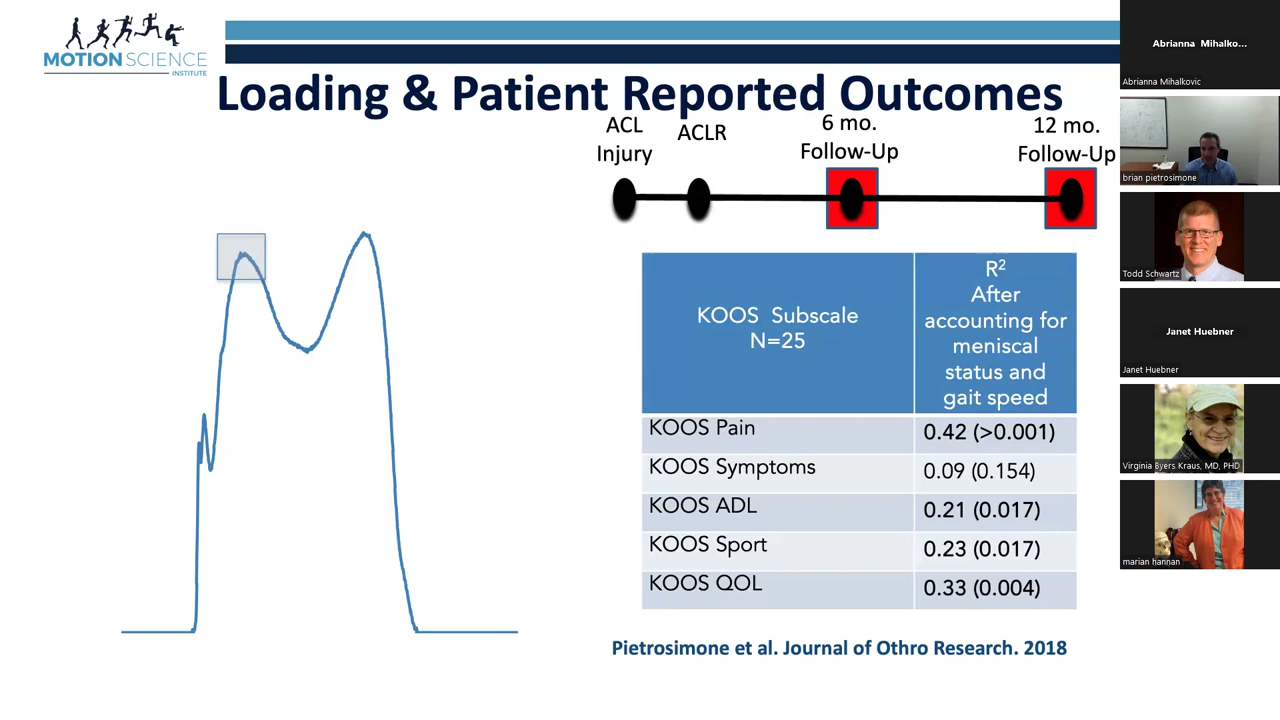 MOTION SCIENCE
INSTITUTE
Loading & Patient Reported Outcomes
ACL
Injury
ACLR
6 mo.
Follow-Up
12 mo.
Follow-Up
KOOS Subscale
N=25
R²
After
accounting for
meniscal
status and
gait speed
KOOS Pain 0.42 (>0.001)
KOOS Symptoms 0.09 (0.154)
KOOS ADL 0.21 (0.017)
KOOS Sport 0.23 (0.017)
KOOS QOL 0.33 (0.004)
Pietrosimone et al. Journal of Othro Research. 2018
Abrianna Mihalko...
Abrianna Mihalkovic
brian pietrosimone
Todd Schwartz
Janet Huebner
Janet Huebner
Virginia Byers Kraus, MD, PHD
marian hannan